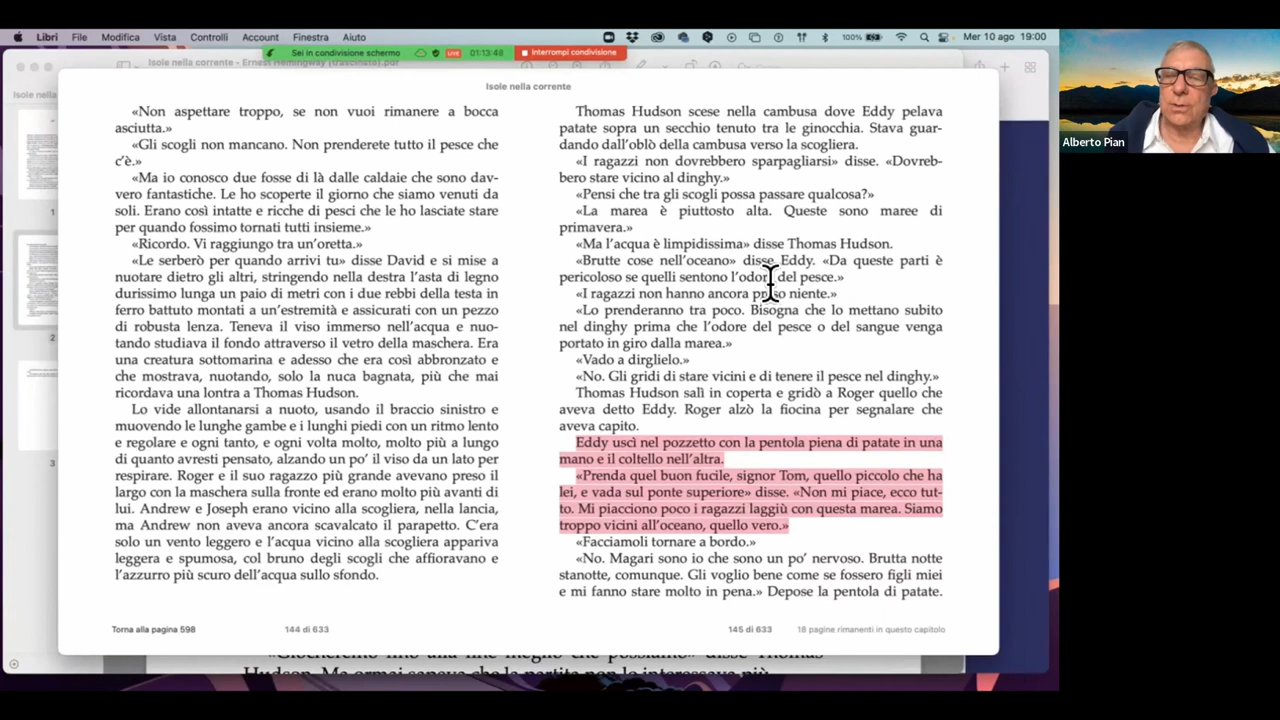 Libri File Modifica Vista Controlli Account Finestra Aiuto
100%
Mer 10 ago 19:00
Sei in condivisione schermo
LIVE 01:13:46
Interrompi condivisione
Isole nella corrente - Ernest Hemingway (trascinato).pdf
Isole nell
1
2
3
Isole nella corrente
«Non aspettare troppo, se non vuoi rimanere a bocca
asciutta.»
«Gli scogli non mancano. Non prenderete tutto il pesce che
c’è.»
«Ma io conosco due fosse di là dalle caldaie che sono dav-
vero fantastiche. Le ho scoperte il giorno che siamo venuti da
soli. Erano così intatte e ricche di pesci che le ho lasciate stare
per quando fossimo tornati tutti insieme.»
«Ricordo. Vi raggiungo tra un’oretta.»
«Le serberò per quando arrivi tu» disse David e si mise a
nuotare dietro gli altri, stringendo nella destra l’asta di legno
durissimo lunga un paio di metri con i due rebbi della testa in
ferro battuto montati a un’estremità e assicurati con un pezzo
di robusta lenza. Teneva il viso immerso nell’acqua e nuo-
tando studiava il fondo attraverso il vetro della maschera. Era
una creatura sottomarina e adesso che era così abbronzato e
che mostrava, nuotando, solo la nuca bagnata, più che mai
ricordava una lontra a Thomas Hudson.
Lo vide allontanarsi a nuoto, usando il braccio sinistro e
muovendo le lunghe gambe e i lunghi piedi con un ritmo lento
e regolare e ogni tanto, e ogni volta molto, molto più a lungo
di quanto avresti pensato, alzando un po’ il viso da un lato per
respirare. Roger e il suo ragazzo più grande avevano preso il
largo con la maschera sulla fronte ed erano molto più avanti di
lui. Andrew e Joseph erano vicino alla scogliera, nella lancia,
ma Andrew non aveva ancora scavalcato il parapetto. C’era
solo un vento leggero e l’acqua vicino alla scogliera appariva
leggera e spumosa, col bruno degli scogli che affioravano e
l’azzurro più scuro dell’acqua sullo sfondo.
Torna alla pagina 598
144 di 633
Thomas Hudson scese nella cambusa dove Eddy pelava
patate sopra un secchio tenuto tra le ginocchia. Stava guar-
dando dall’oblò della cambusa verso la scogliera.
«I ragazzi non dovrebbero sparpagliarsi» disse. «Dovreb-
bero stare vicino al dinghy.»
«Pensi che tra gli scogli possa passare qualcosa?»
«La marea è piuttosto alta. Queste sono maree di
primavera.»
«Ma l’acqua è limpidissima» disse Thomas Hudson.
«Brutte cose nell’oceano» disse Eddy. «Da queste parti è
pericoloso se quelli sentono l’odore del pesce.»
«I ragazzi non hanno ancora preso niente.»
«Lo prenderanno tra poco. Bisogna che lo mettano subito
nel dinghy prima che l’odore del pesce o del sangue venga
portato in giro dalla marea.»
«Vado a dirglielo.»
«No. Gli gridi di stare vicini e di tenere il pesce nel dinghy.»
Thomas Hudson salì in coperta e gridò a Roger quello che
aveva detto Eddy. Roger alzò la fiocina per segnalare che
aveva capito.
Eddy uscì nel pozzetto con la pentola piena di patate in una
mano e il coltello nell’altra.
«Prenda quel buon fucile, signor Tom, quello piccolo che ha
lei, e vada sul ponte superiore» disse. «Non mi piace, ecco tut-
to. Mi piacciono poco i ragazzi laggiù con questa marea. Siamo
troppo vicini all’oceano, quello vero.»
«Facciamoli tornare a bordo.»
«No. Magari sono io che sono un po’ nervoso. Brutta notte
stanotte, comunque. Gli voglio bene come se fossero figli miei
e mi fanno stare molto in pena.» Depose la pentola di patate.
145 di 633
18 pagine rimanenti in questo capitolo
Alberto Pian
«Giocheremo fino alla fine meglio che possiamo» disse Thomas
Hudson. Ma ormai sapeva che la partita non lo interessava più